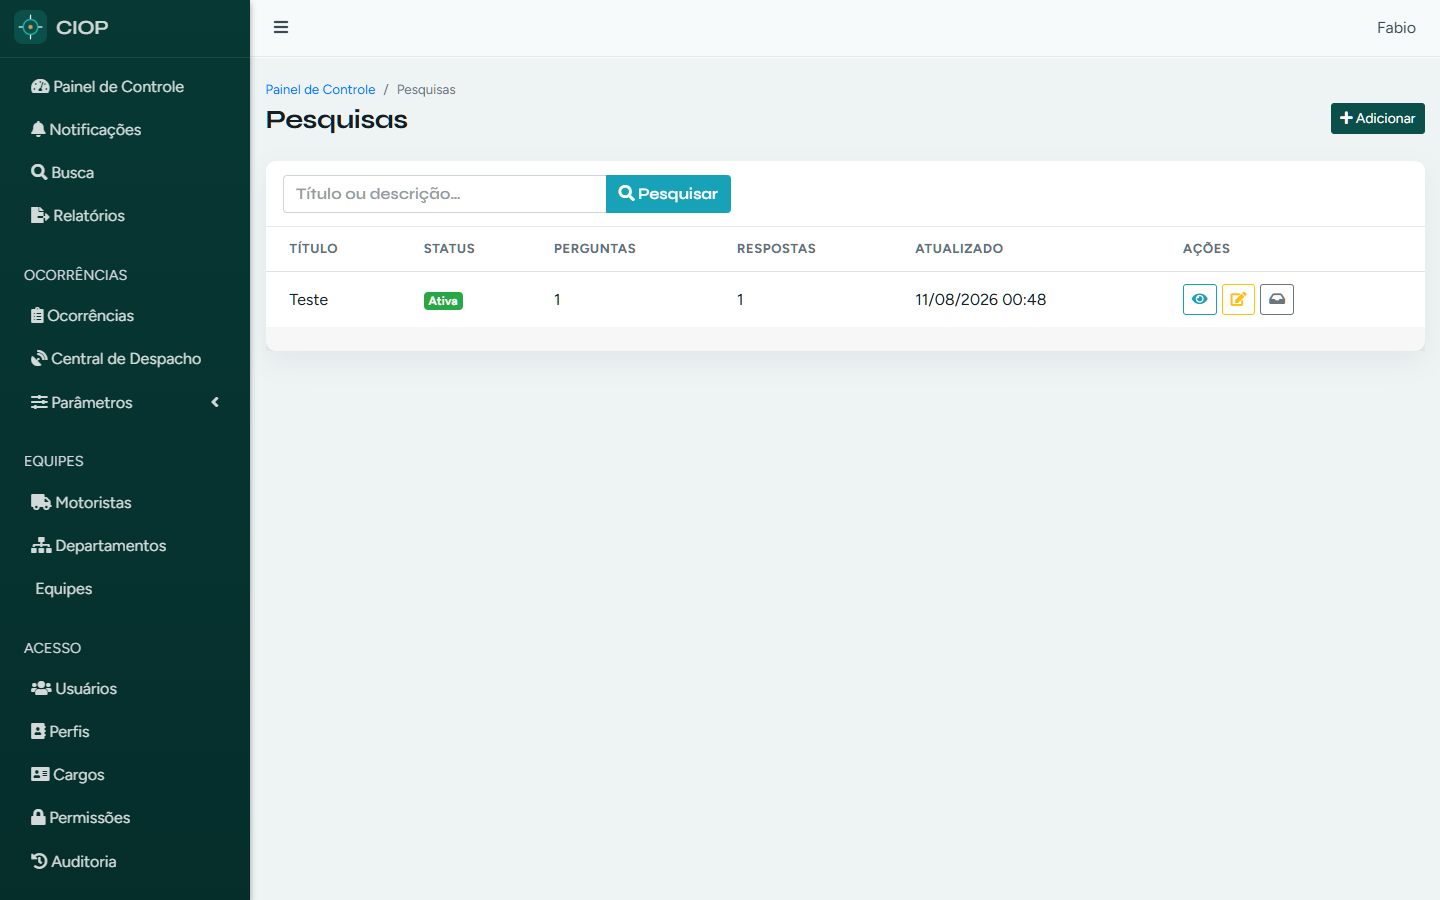 CIOP
Fabio
Painel de Controle
Notificações
Busca
Relatórios
OCORRÊNCIAS
Ocorrências
Central de Despacho
Parâmetros
EQUIPES
Motoristas
Departamentos
Equipes
ACESSO
Usuários
Perfis
Cargos
Permissões
Auditoria
Painel de Controle / Pesquisas
Pesquisas
Adicionar
Título ou descrição... Pesquisar
TÍTULO STATUS PERGUNTAS RESPOSTAS ATUALIZADO AÇÕES
Teste Ativa 1 1 11/08/2026 00:48